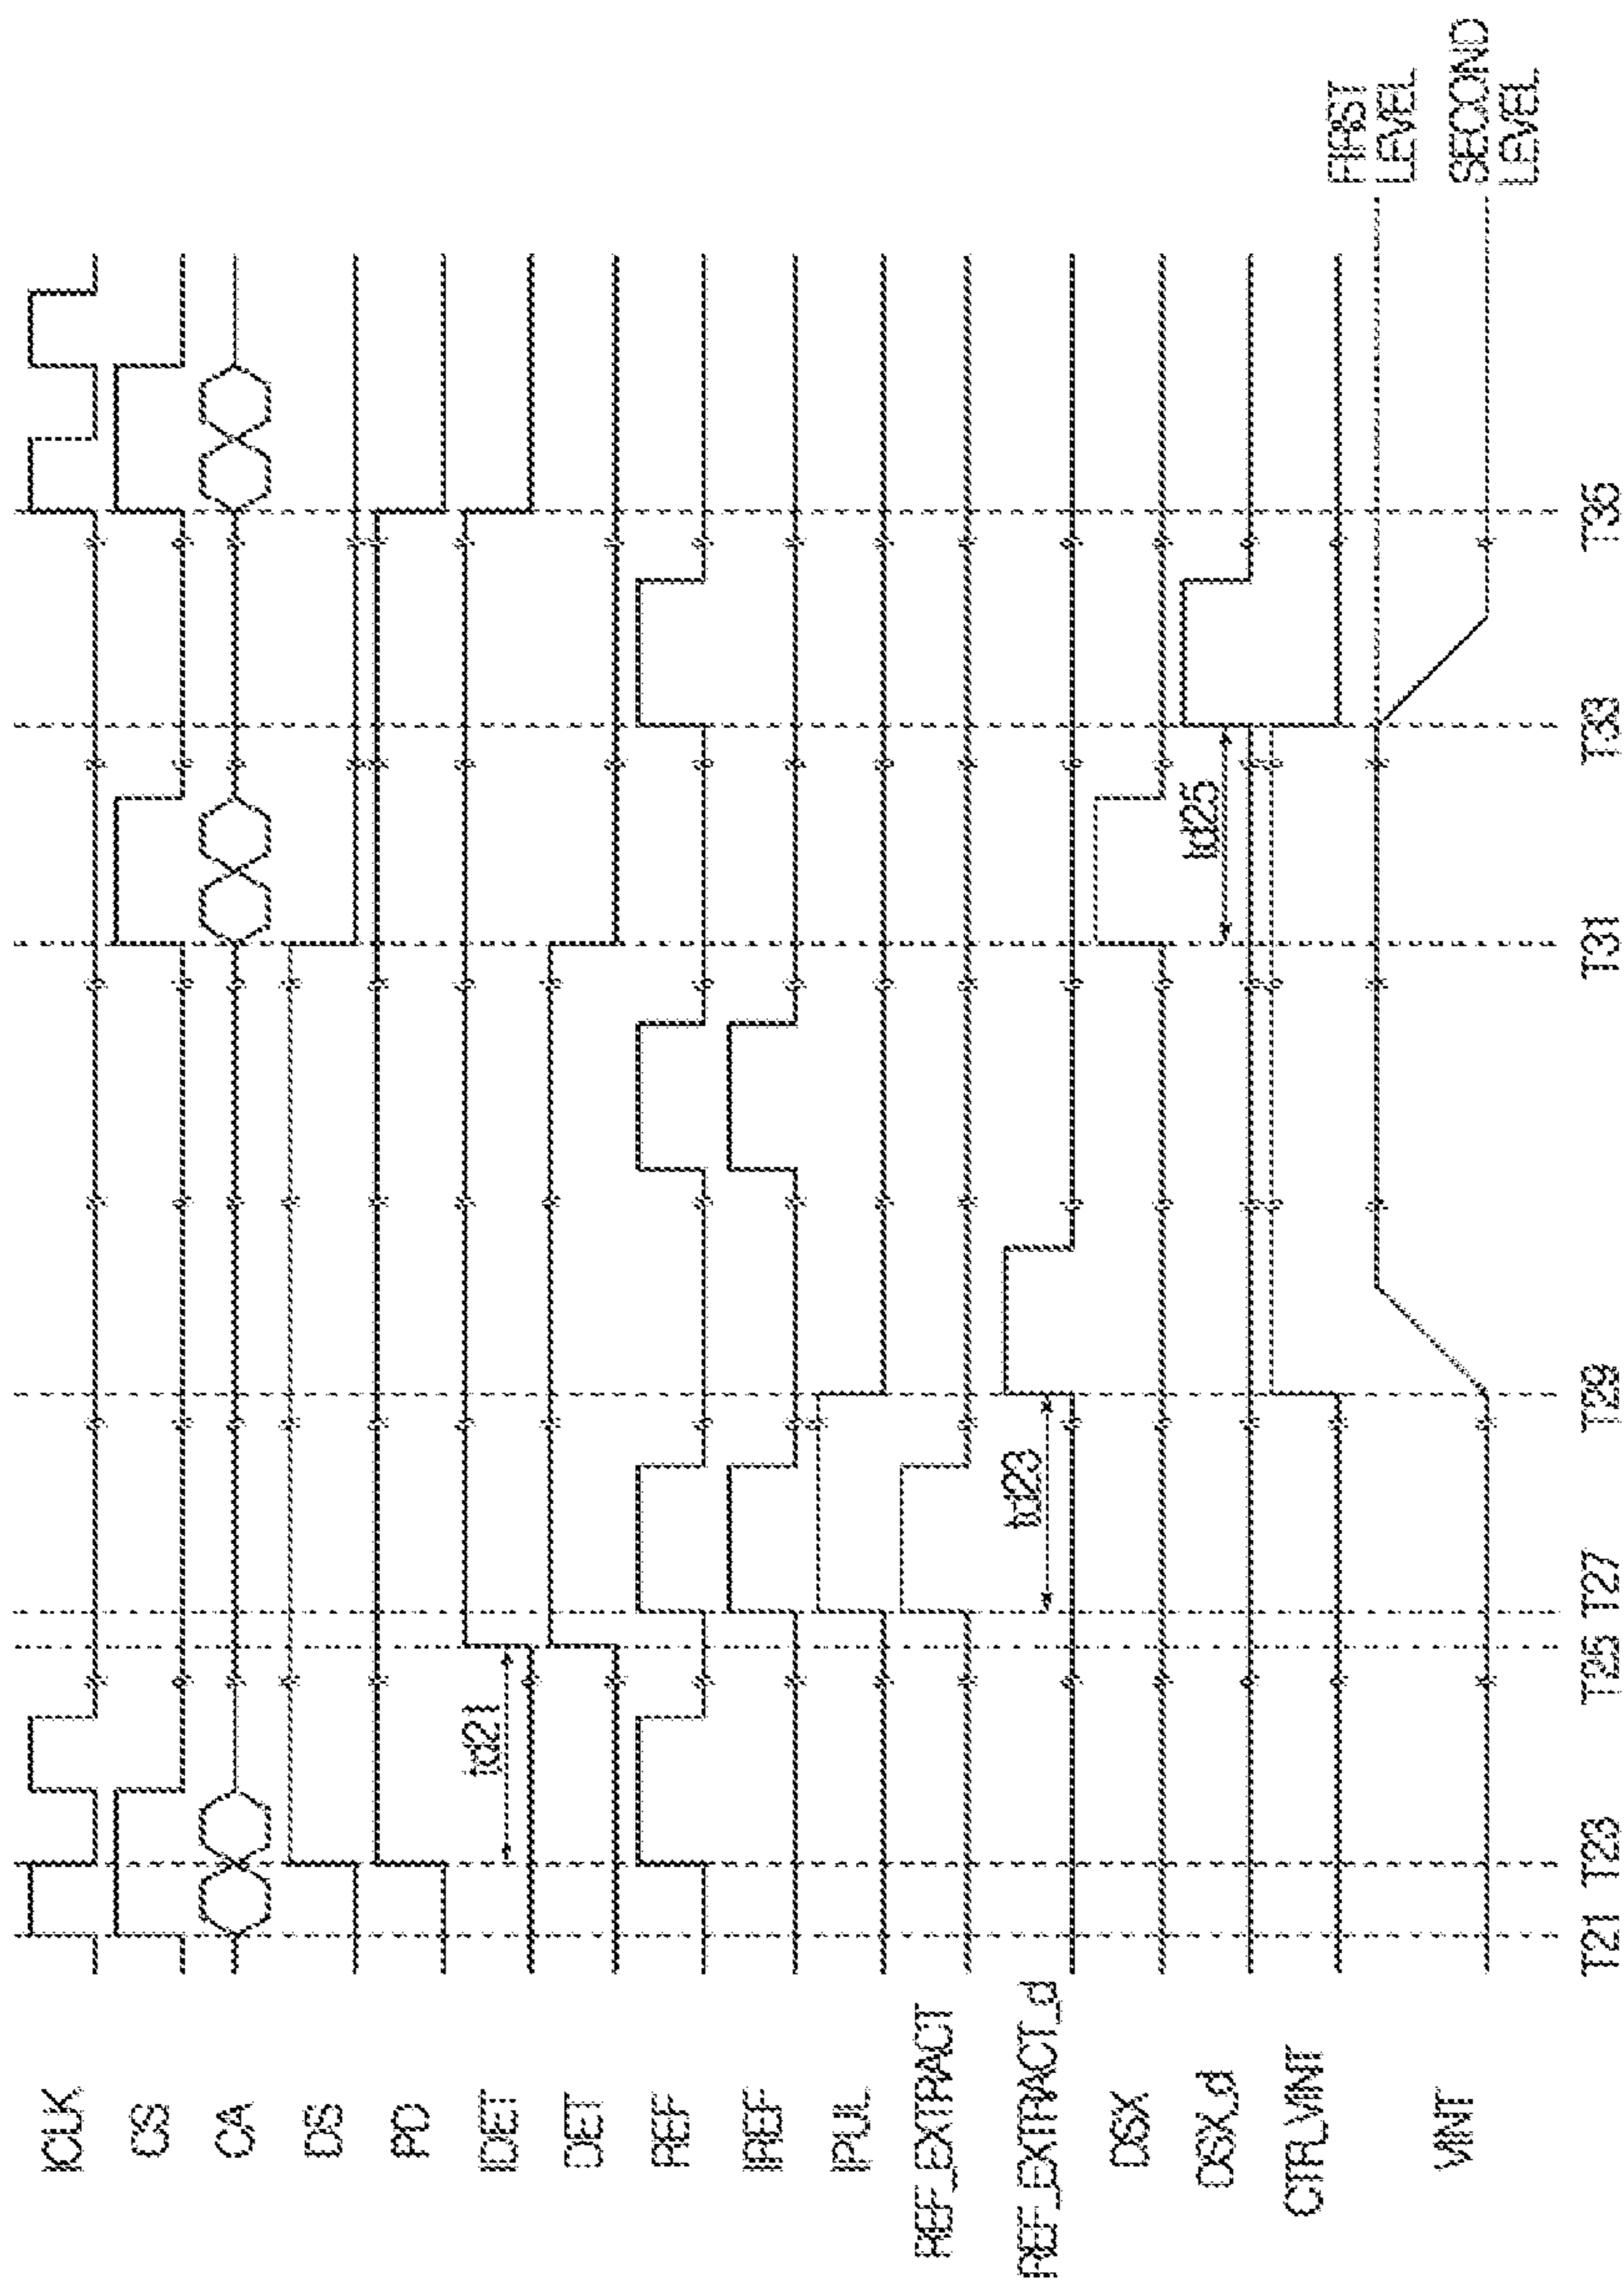 ICLK
CS
CA
DS
PD
IDET
DET
REF
IREF
IPUL
REF_EXTRACT
REF_EXTRACT_d
DSX
DSX_d
CTR_VINT
VINT
td21
td23
td25
FIRST
LEVEL
SECOND
LEVEL
T21 T23 T25 T27 T29 T31 T33 T35